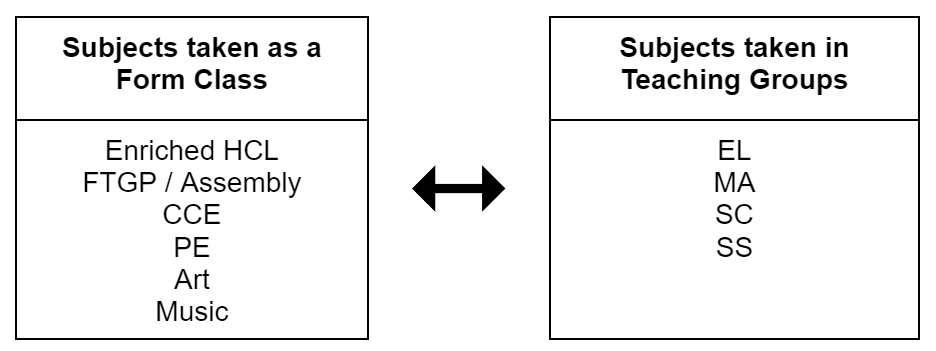 Subjects taken as a
Form Class
Enriched HCL
FTGP / Assembly
CCE
PE
Art
Music
Subjects taken in
Teaching Groups
EL
MA
SC
SS